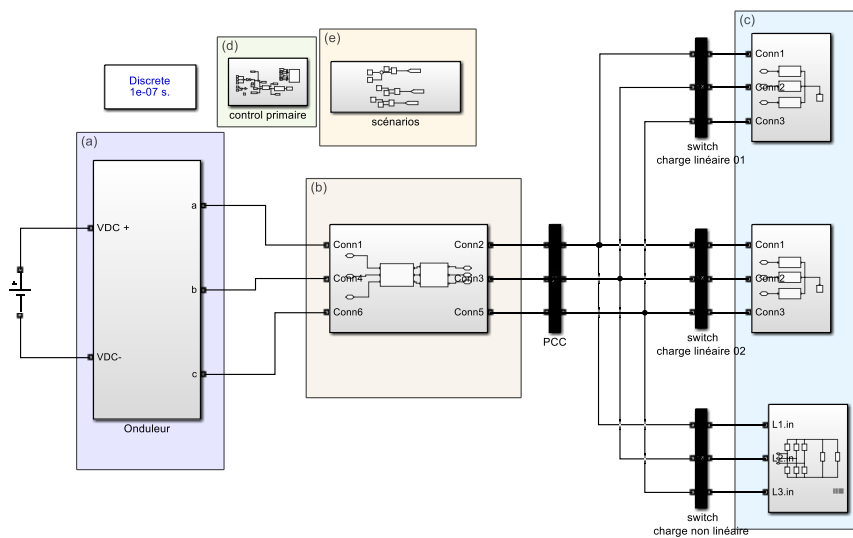 (c)
(d)
(e)
Discrete
1e-07 s.
control primaire
scénarios
Conn1
Conn2
Conn3
switch
charge linéaire 01
(a)
(b)
a
VDC +
b
VDC-
c
Onduleur
Conn1
Conn2
Conn4
Conn3
Conn6
Conn5
PCC
Conn1
Conn2
Conn3
switch
charge linéaire 02
L1.in
L2.in
L3.in
switch
charge non linéaire